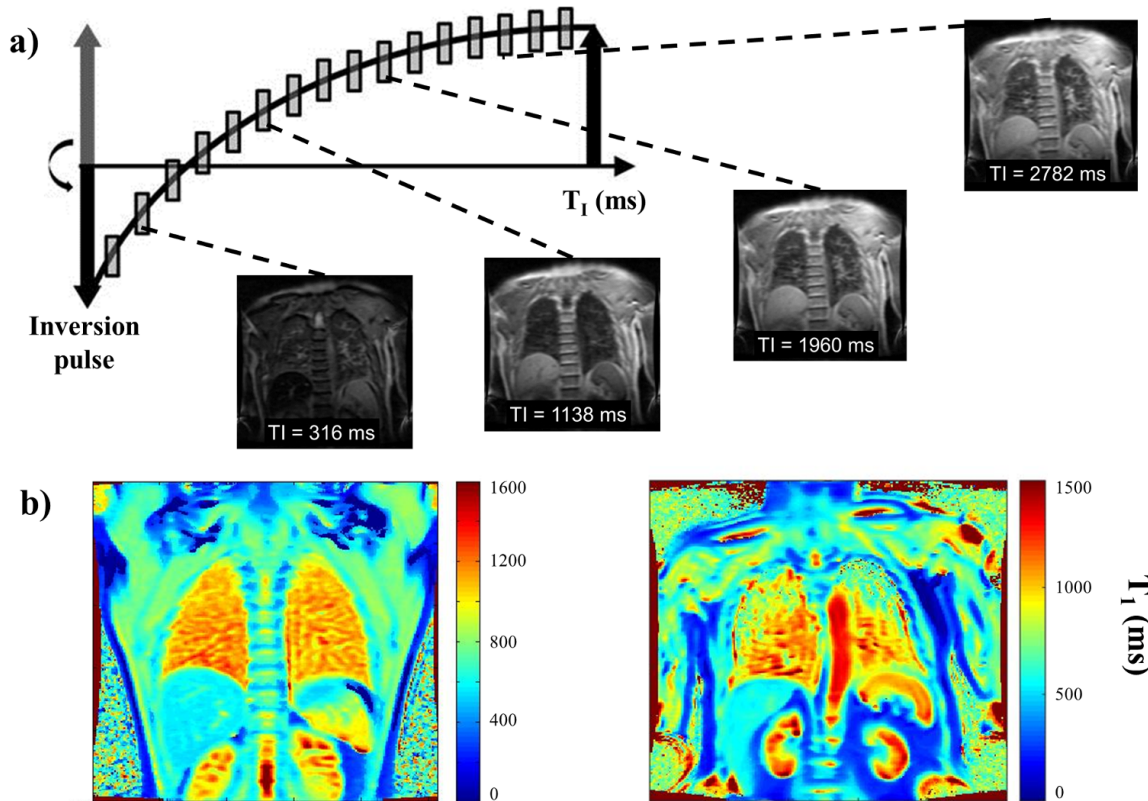 a)
Inversion
pulse
T_I (ms)
TI = 316 ms
TI = 1138 ms
TI = 1960 ms
TI = 2782 ms
b)
1600
1200
800
400
0
1500
1000
500
0
T_1 (ms)